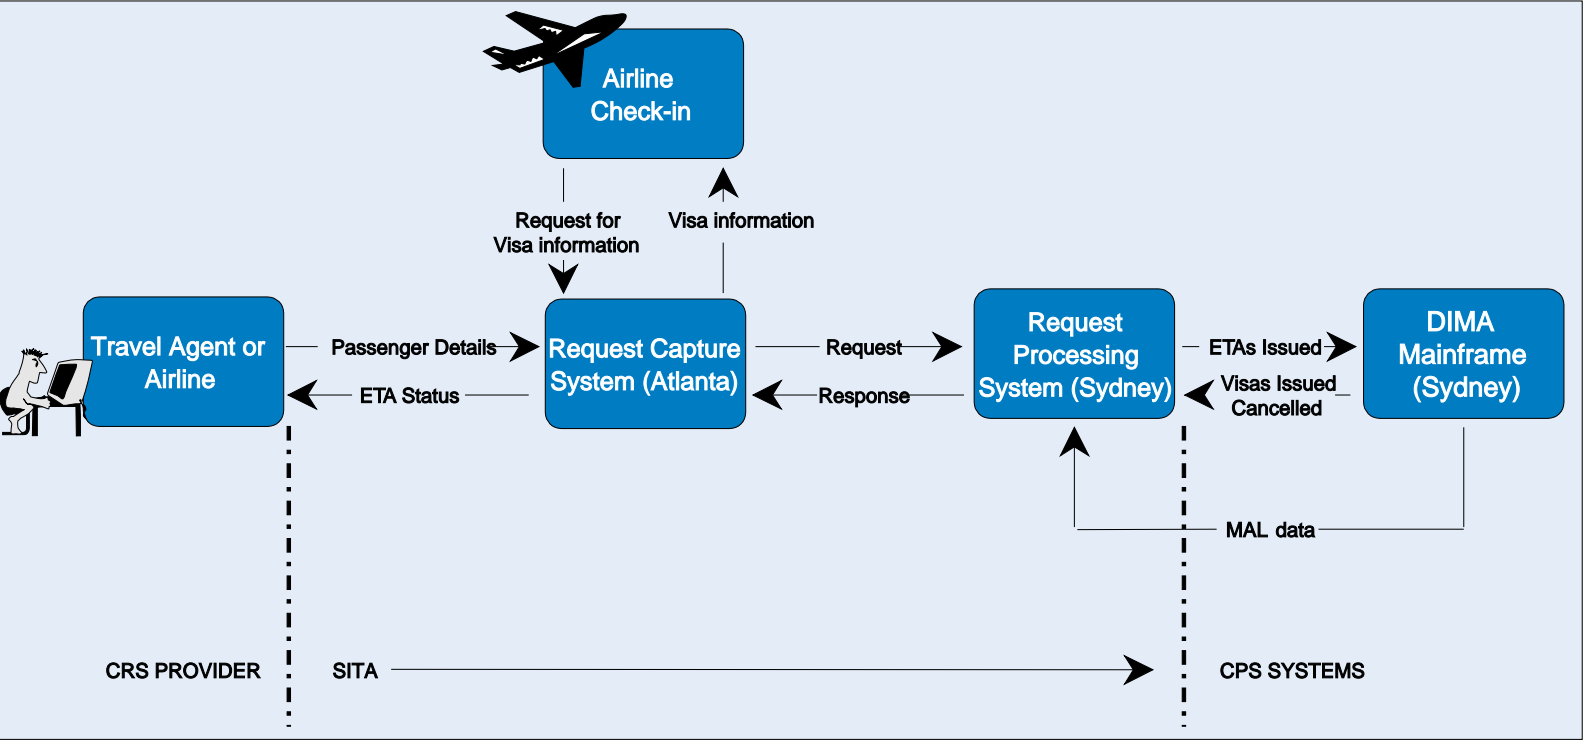 Airline
Check-in
Request for
Visa information
Visa information
Travel Agent or
Airline
Passenger Details
ETA Status
Request Capture
System (Atlanta)
Request
Response
Request
Processing
System (Sydney)
ETAs Issued
Visas Issued
Cancelled
DIMA
Mainframe
(Sydney)
MAL data
CRS PROVIDER
SITA
CPS SYSTEMS